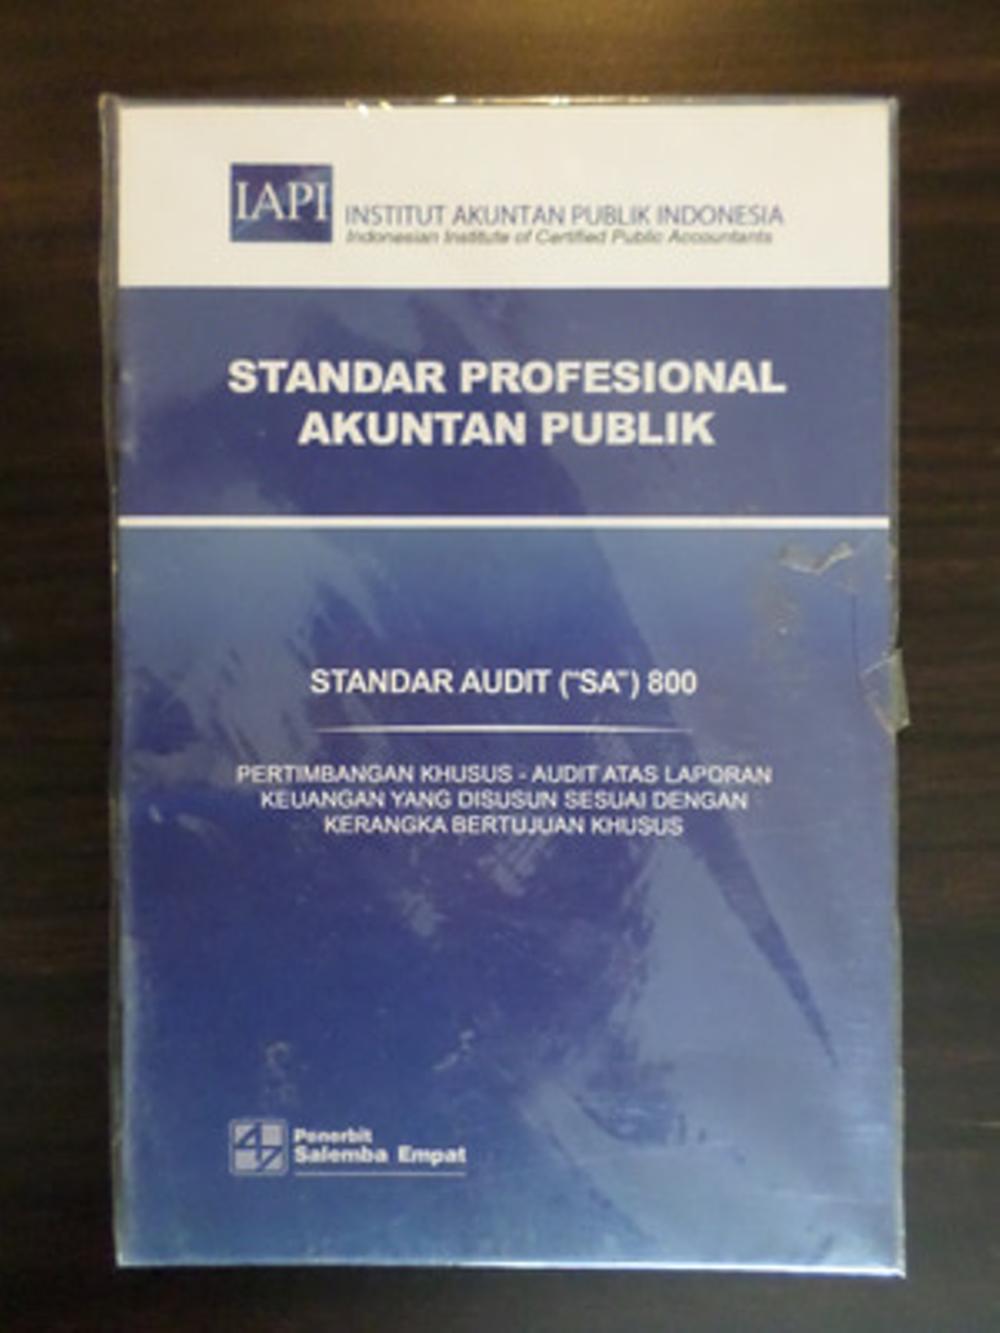 IAPI
INSTITUT AKUNTAN PUBLIK INDONESIA
Indonesian Institute of Certified Public Accountants
STANDAR PROFESIONAL
AKUNTAN PUBLIK
STANDAR AUDIT ("SA") 800
PERTIMBANGAN KHUSUS - AUDIT ATAS LAPORAN
KEUANGAN YANG DISUSUN SESUAI DENGAN
KERANGKA BERTUJUAN KHUSUS
Penerbit
Salemba Empat